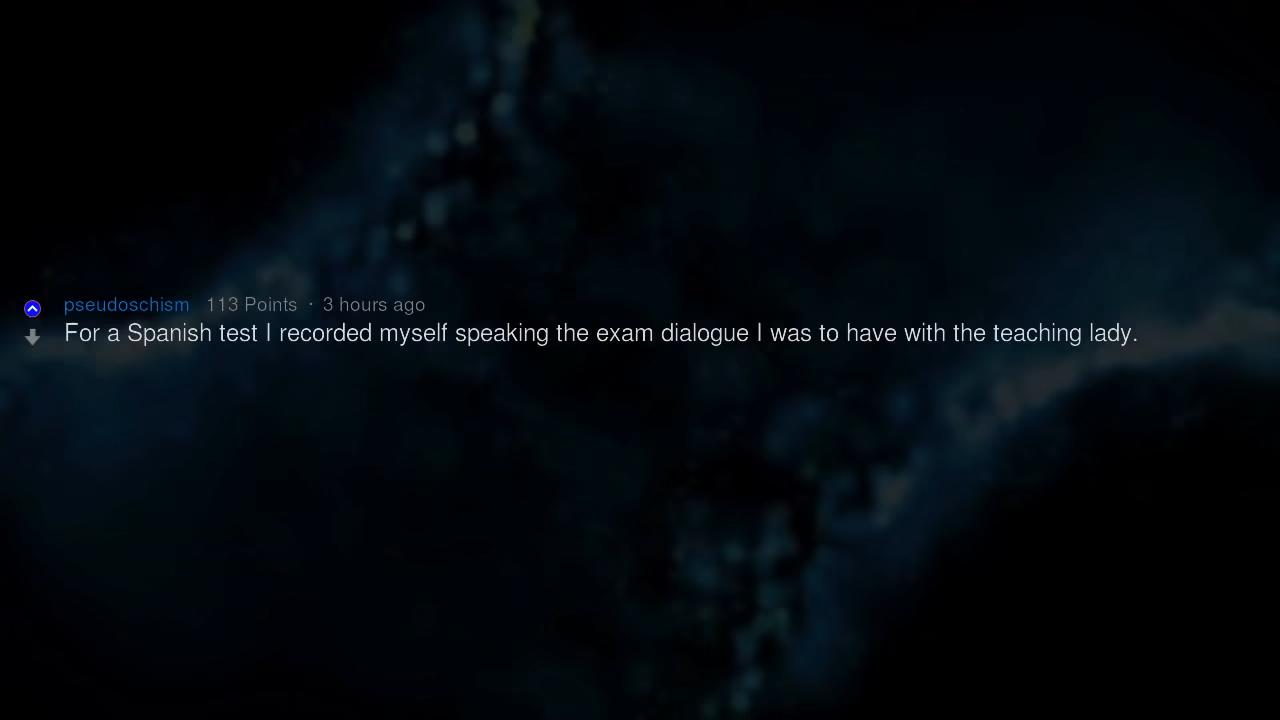 pseudoschism 113 Points · 3 hours ago
For a Spanish test I recorded myself speaking the exam dialogue I was to have with the teaching lady.